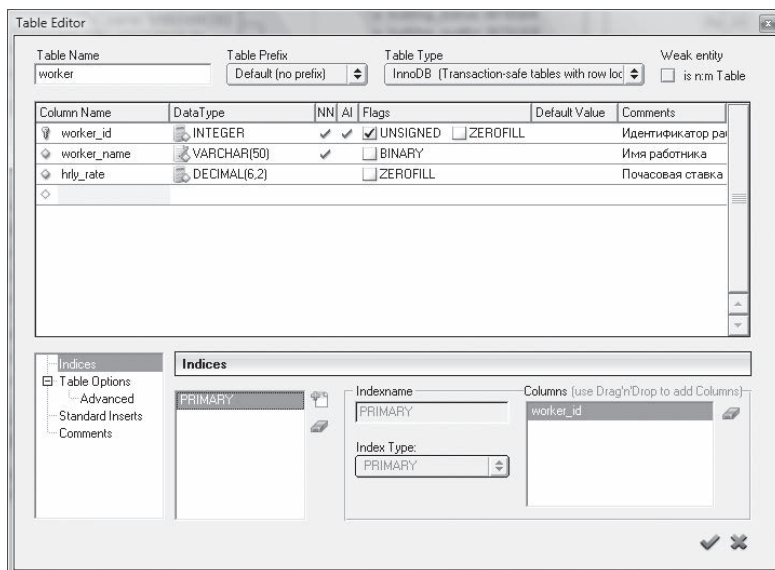 Table Editor
Table Name
Table Prefix
Table Type
Weak entity
worker
Default (no prefix)
InnoDB (Transaction-safe tables with row loc
is n:m Table
Column Name
DataType
NN
AI
Flags
Default Value
Comments
worker_id
INTEGER
UNSIGNED
ZEROFILL
Идентификатор ра
worker_name
VARCHAR(50)
BINARY
Имя работника
hrly_rate
DECIMAL(6,2)
ZEROFILL
Почасовая ставка
Indices
Table Options
Advanced
Standard Inserts
Comments
Indices
PRIMARY
Indexname
PRIMARY
Index Type:
PRIMARY
Columns (use Drag'n'Drop to add Columns)
worker_id